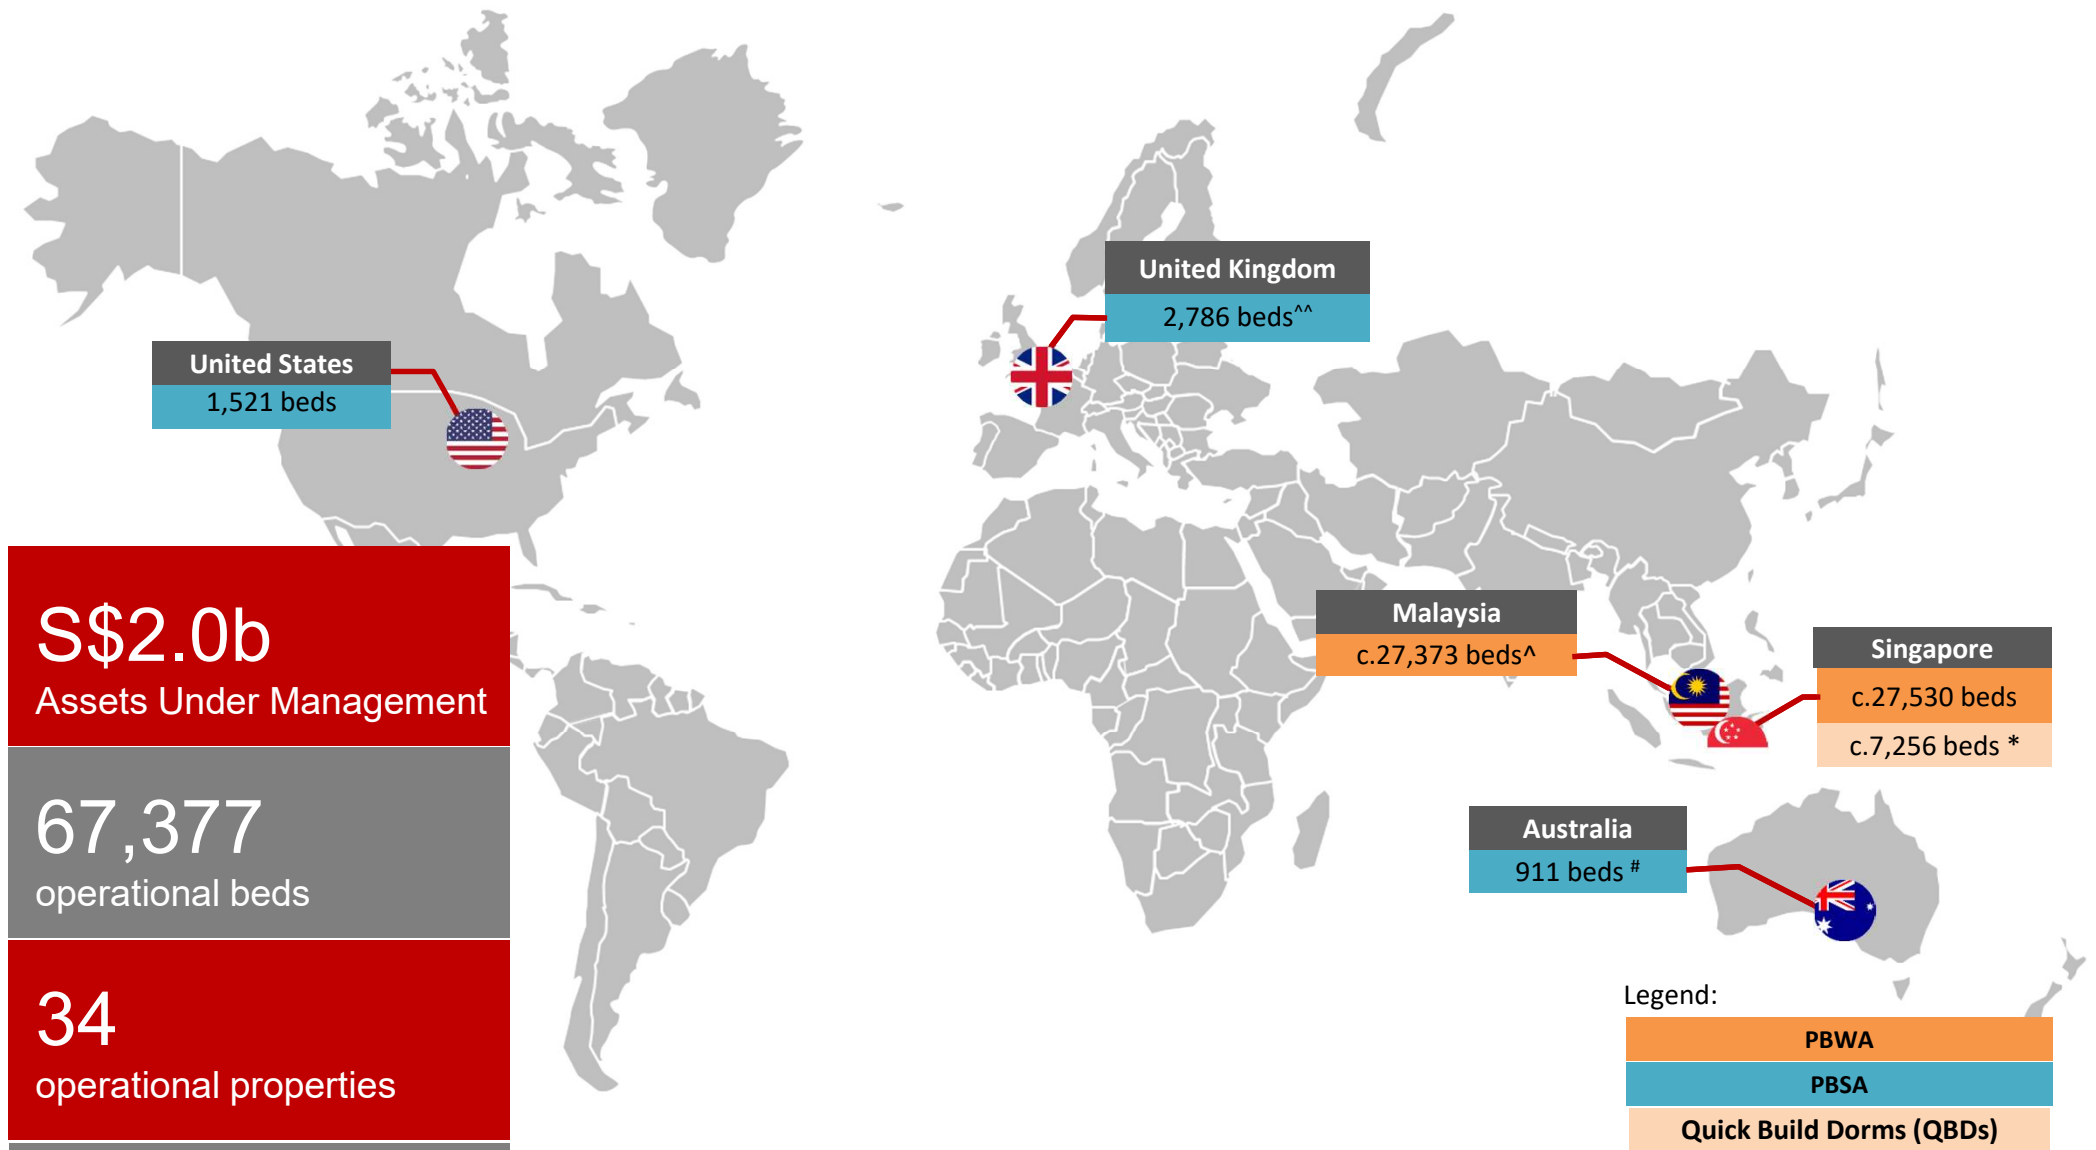 United Kingdom
2,786 beds^^
United States
1,521 beds
S$2.0b
Assets Under Management
67,377
operational beds
34
operational properties
Malaysia
c.27,373 beds^
Singapore
c.27,530 beds
c.7,256 beds *
Australia
911 beds #
Legend:
PBWA
PBSA
Quick Build Dorms (QBDs)